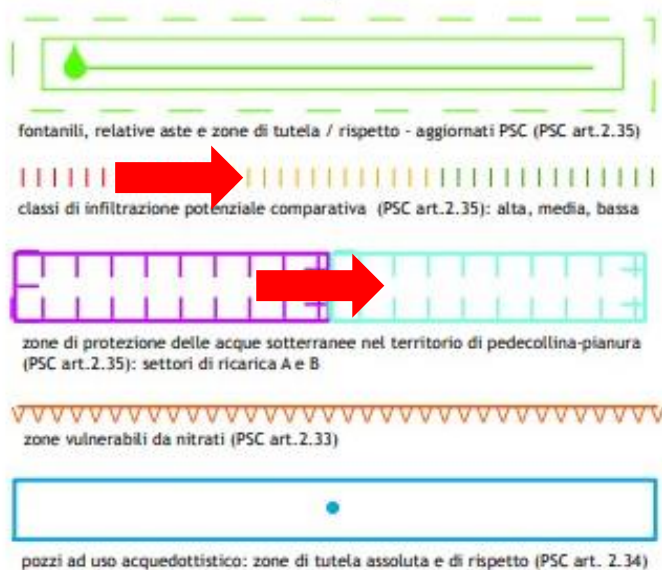 fontanili, relative aste e zone di tutela / rispetto - aggiornati PSC (PSC art.2.35)
classi di infiltrazione potenziale comparativa (PSC art.2.35): alta, media, bassa
zone di protezione delle acque sotterranee nel territorio di pedecollina-pianura
(PSC art.2.35): settori di ricarica A e B
zone vulnerabili da nitrati (PSC art.2.33)
pozzi ad uso acquedottistico: zone di tutela assoluta e di rispetto (PSC art. 2.34)